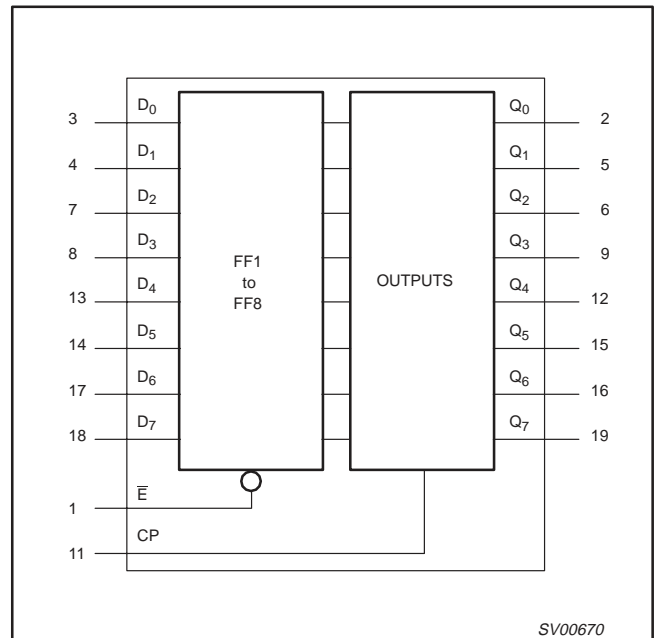 3 D0 Q0 2
4 D1 Q1 5
7 D2 Q2 6
8 D3 Q3 9
FF1
to
FF8
OUTPUTS
13 D4 Q4 12
14 D5 Q5 15
17 D6 Q6 16
18 D7 Q7 19
1 E̅
11 CP
SV00670